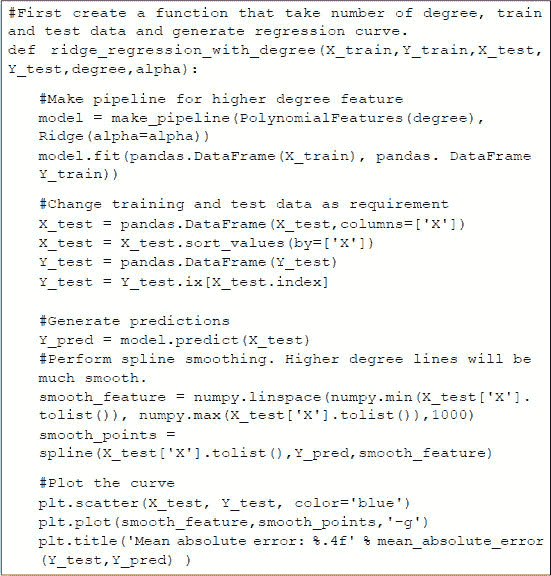 #First create a function that take number of degree, train
and test data and generate regression curve.
def ridge_regression_with_degree(X_train,Y_train,X_test,
Y_test,degree,alpha):
#Make pipeline for higher degree feature
model = make_pipeline(PolynomialFeatures(degree),
Ridge(alpha=alpha))
model.fit(pandas.DataFrame(X_train), pandas. DataFrame
Y_train))
#Change training and test data as requirement
X_test = pandas.DataFrame(X_test,columns=['X'])
X_test = X_test.sort_values(by=['X'])
Y_test = pandas.DataFrame(Y_test)
Y_test = Y_test.ix[X_test.index]
#Generate predictions
Y_pred = model.predict(X_test)
#Perform spline smoothing. Higher degree lines will be
much smooth.
smooth_feature = numpy.linspace(numpy.min(X_test['X'].
tolist()), numpy.max(X_test['X'].tolist()),1000)
smooth_points =
spline(X_test['X'].tolist(),Y_pred,smooth_feature)
#Plot the curve
plt.scatter(X_test, Y_test, color='blue')
plt.plot(smooth_feature,smooth_points,'-g')
plt.title('Mean absolute error: %.4f' % mean_absolute_error
(Y_test,Y_pred) )